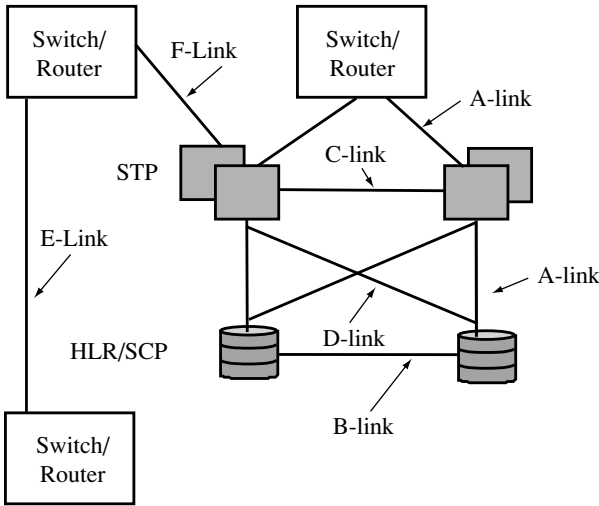 Switch/
Router
F-Link
Switch/
Router
A-link
C-link
STP
E-Link
A-link
D-link
HLR/SCP
B-link
Switch/
Router